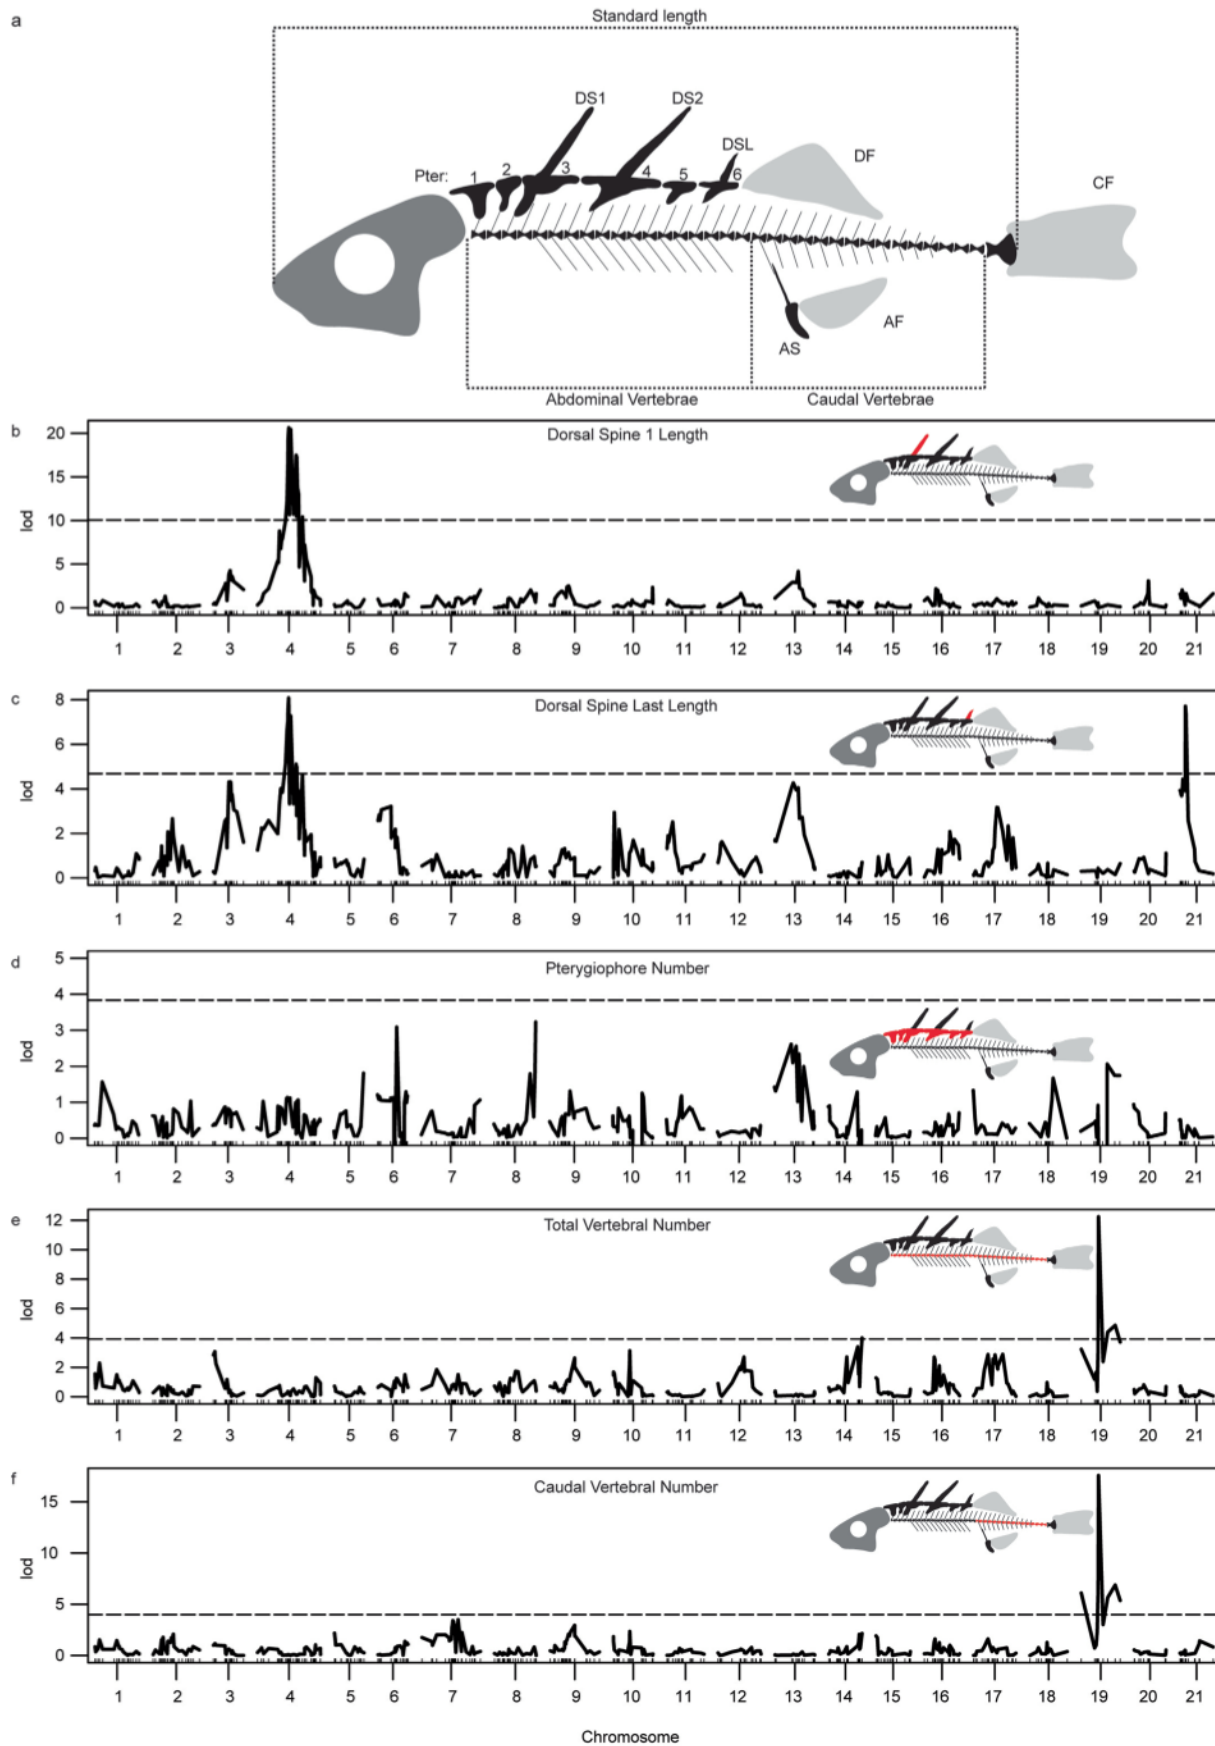 a
Standard length
DS1 DS2
DSL
Pter: 1 2 3 4 5 6 DF
CF
AF
AS
Abdominal Vertebrae Caudal Vertebrae
b
Dorsal Spine 1 Length
20
15
10
5
0
lod
1 2 3 4 5 6 7 8 9 10 11 12 13 14 15 16 17 18 19 20 21
c
Dorsal Spine Last Length
8
6
4
2
0
lod
1 2 3 4 5 6 7 8 9 10 11 12 13 14 15 16 17 18 19 20 21
d
Pterygiophore Number
5
4
3
2
1
0
lod
1 2 3 4 5 6 7 8 9 10 11 12 13 14 15 16 17 18 19 20 21
e
Total Vertebral Number
12
10
8
6
4
2
0
lod
1 2 3 4 5 6 7 8 9 10 11 12 13 14 15 16 17 18 19 20 21
f
Caudal Vertebral Number
15
10
5
0
lod
1 2 3 4 5 6 7 8 9 10 11 12 13 14 15 16 17 18 19 20 21
Chromosome